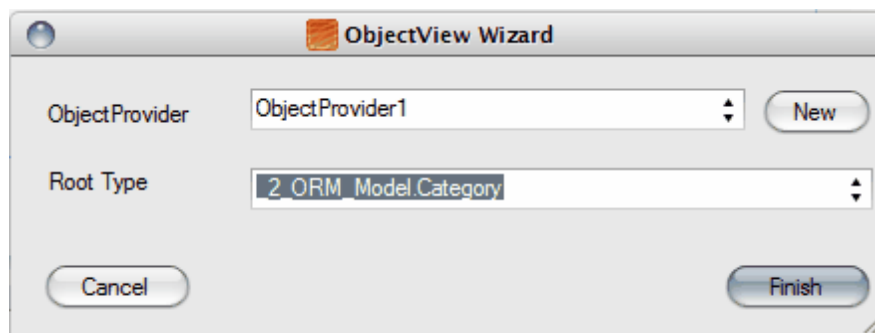 ObjectView Wizard
ObjectProvider ObjectProvider1 New
Root Type _2_ORM_Model.Category
Cancel Finish